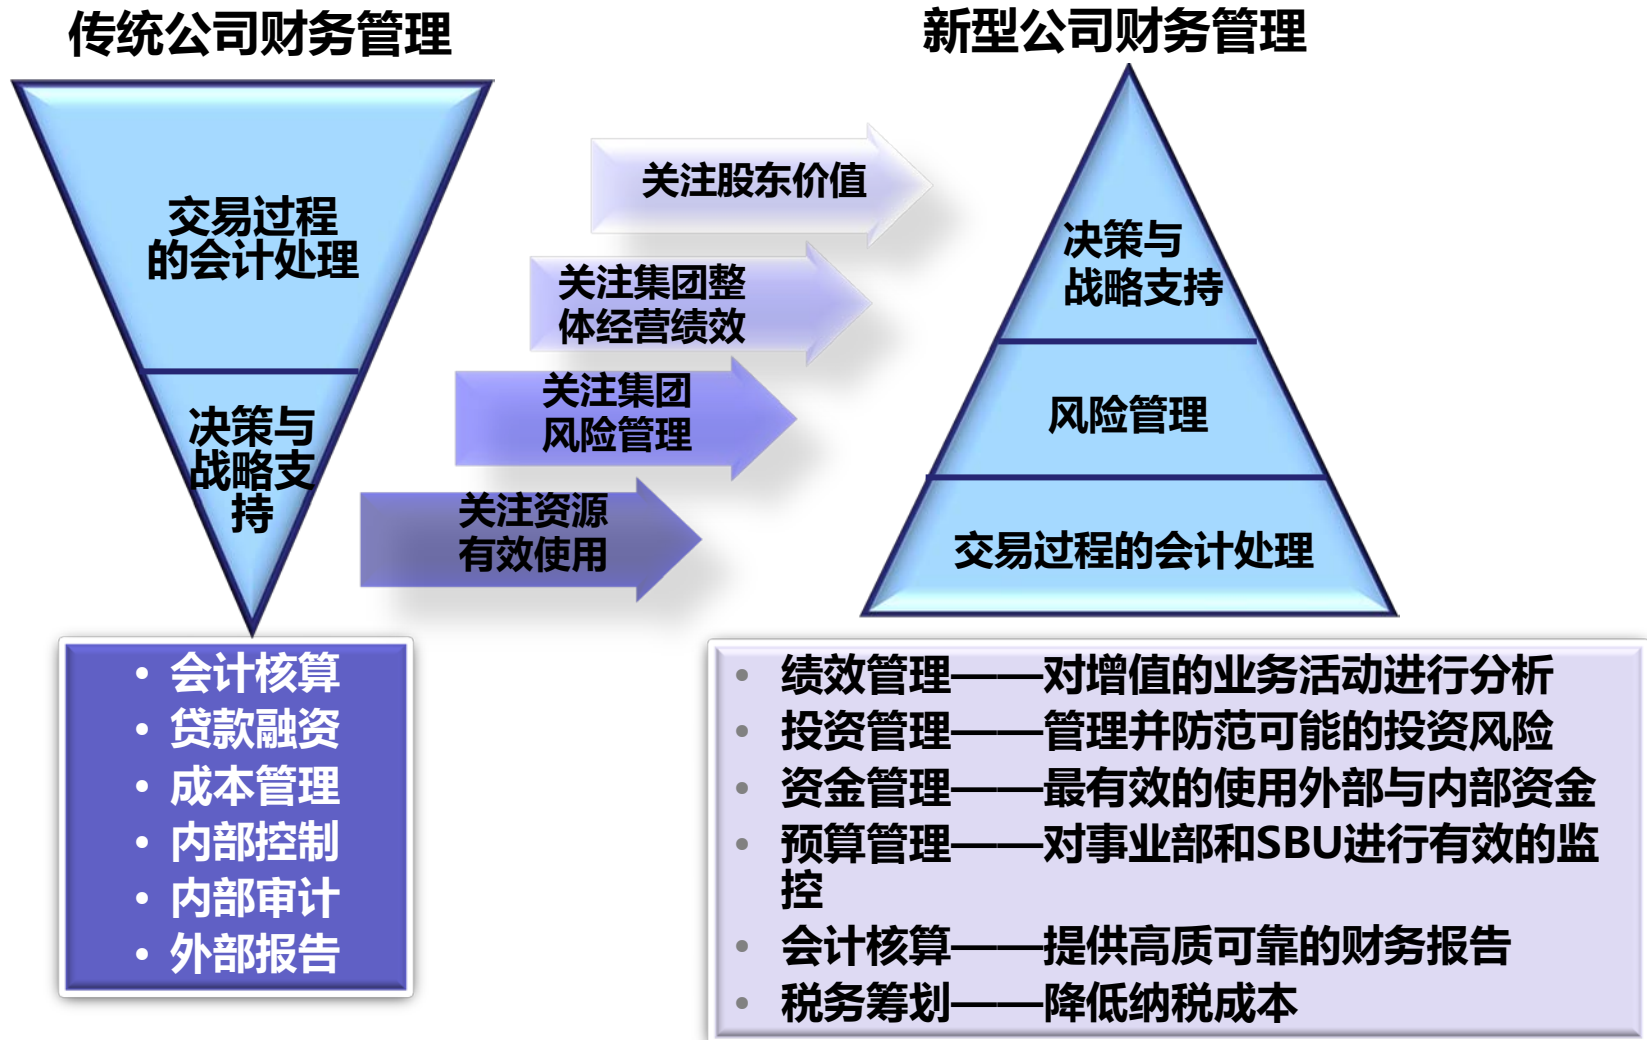 传统公司财务管理
新型公司财务管理
交易过程
的会计处理
决策与
战略支
持
关注股东价值
关注集团整
体经营绩效
关注集团
风险管理
关注资源
有效使用
决策与
战略支持
风险管理
交易过程的会计处理
• 会计核算
• 贷款融资
• 成本管理
• 内部控制
• 内部审计
• 外部报告
• 绩效管理——对增值的业务活动进行分析
• 投资管理——管理并防范可能的投资风险
• 资金管理——最有效的使用外部与内部资金
• 预算管理——对事业部和SBU进行有效的监
控
• 会计核算——提供高质可靠的财务报告
• 税务筹划——降低纳税成本